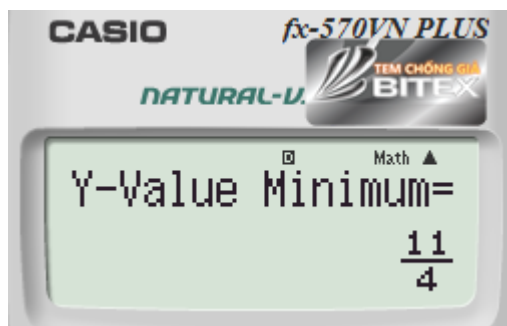 CASIO fx-570VN PLUS
TEM CHỐNG GIẢ
BITEX
NATURAL-V.
D Math ▲
Y-Value Minimum=
11
4